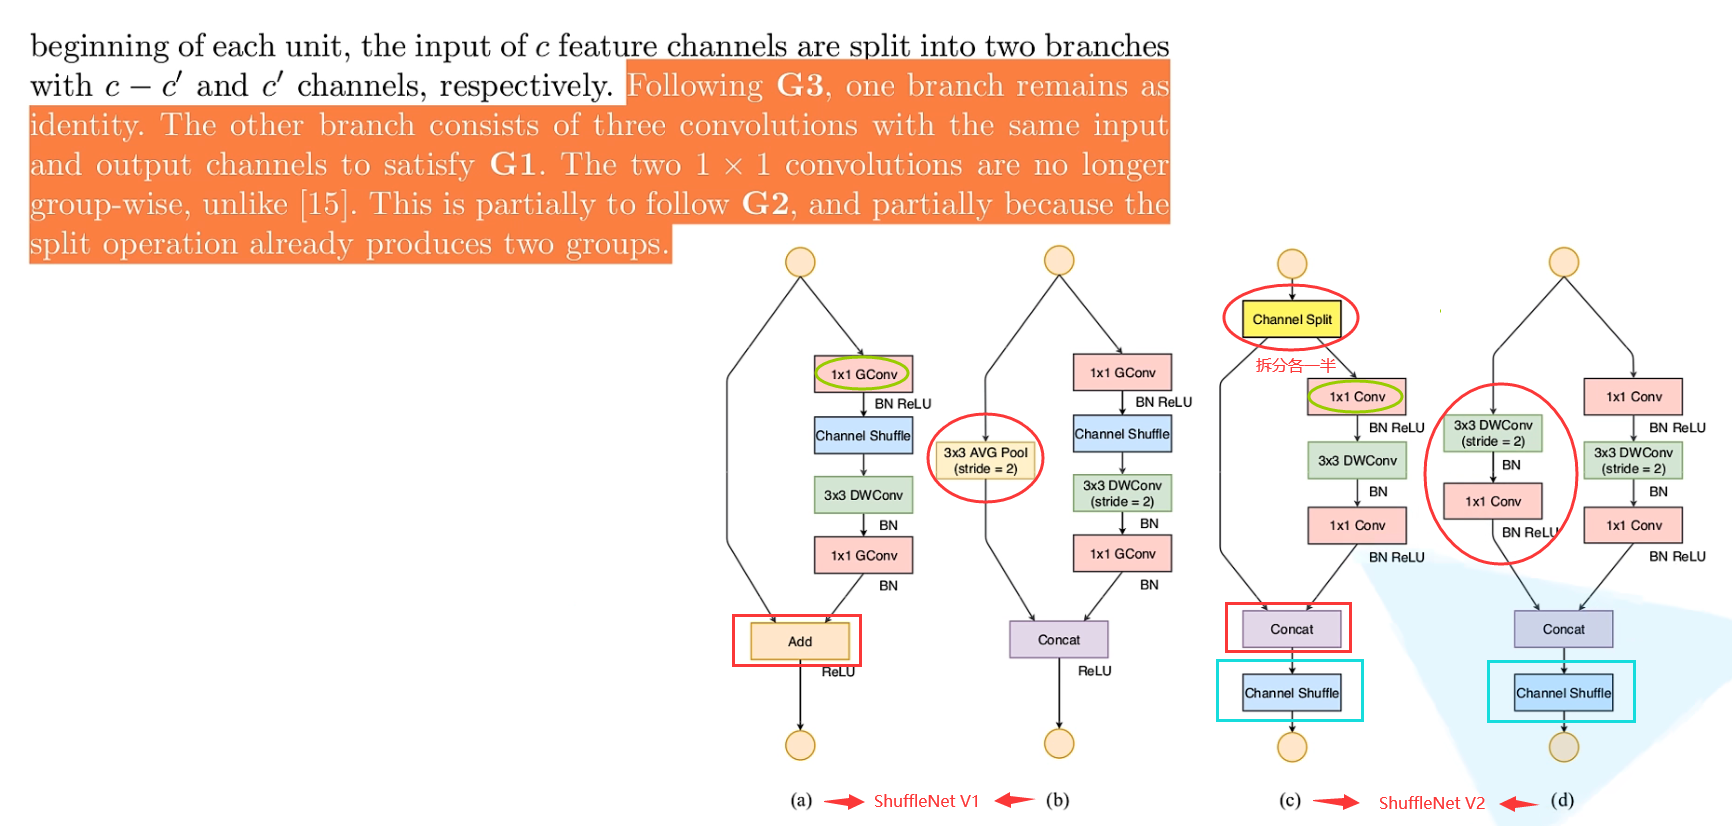 beginning of each unit, the input of c feature channels are split into two branches
with c − c′ and c′ channels, respectively. Following G3, one branch remains as
identity. The other branch consists of three convolutions with the same input
and output channels to satisfy G1. The two 1 × 1 convolutions are no longer
group-wise, unlike [15]. This is partially to follow G2, and partially because the
split operation already produces two groups.
1x1 GConv
BN ReLU
Channel Shuffle
3x3 DWConv
BN
1x1 GConv
BN
Add
ReLU
(a)
ShuffleNet V1
3x3 AVG Pool
(stride = 2)
1x1 GConv
BN ReLU
Channel Shuffle
3x3 DWConv
(stride = 2)
BN
1x1 GConv
BN
Concat
ReLU
(b)
Channel Split
拆分各一半
1x1 Conv
BN ReLU
3x3 DWConv
BN
1x1 Conv
BN ReLU
Concat
Channel Shuffle
(c)
ShuffleNet V2
3x3 DWConv
(stride = 2)
BN
1x1 Conv
BN ReLU
1x1 Conv
BN ReLU
3x3 DWConv
(stride = 2)
BN
1x1 Conv
BN ReLU
Concat
Channel Shuffle
(d)